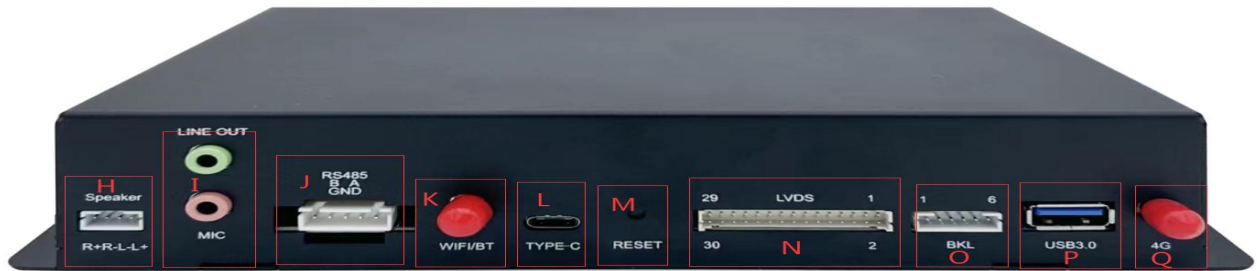 LINE OUT
I
MIC
H
Speaker
R+R-L-L+
J
RS485
B A
GND
K
WIFI/BT
L
TYPE-C
M
RESET
29 LVDS 1
30 2
N
1 6
BKL
O
USB3.0
P
4G
Q